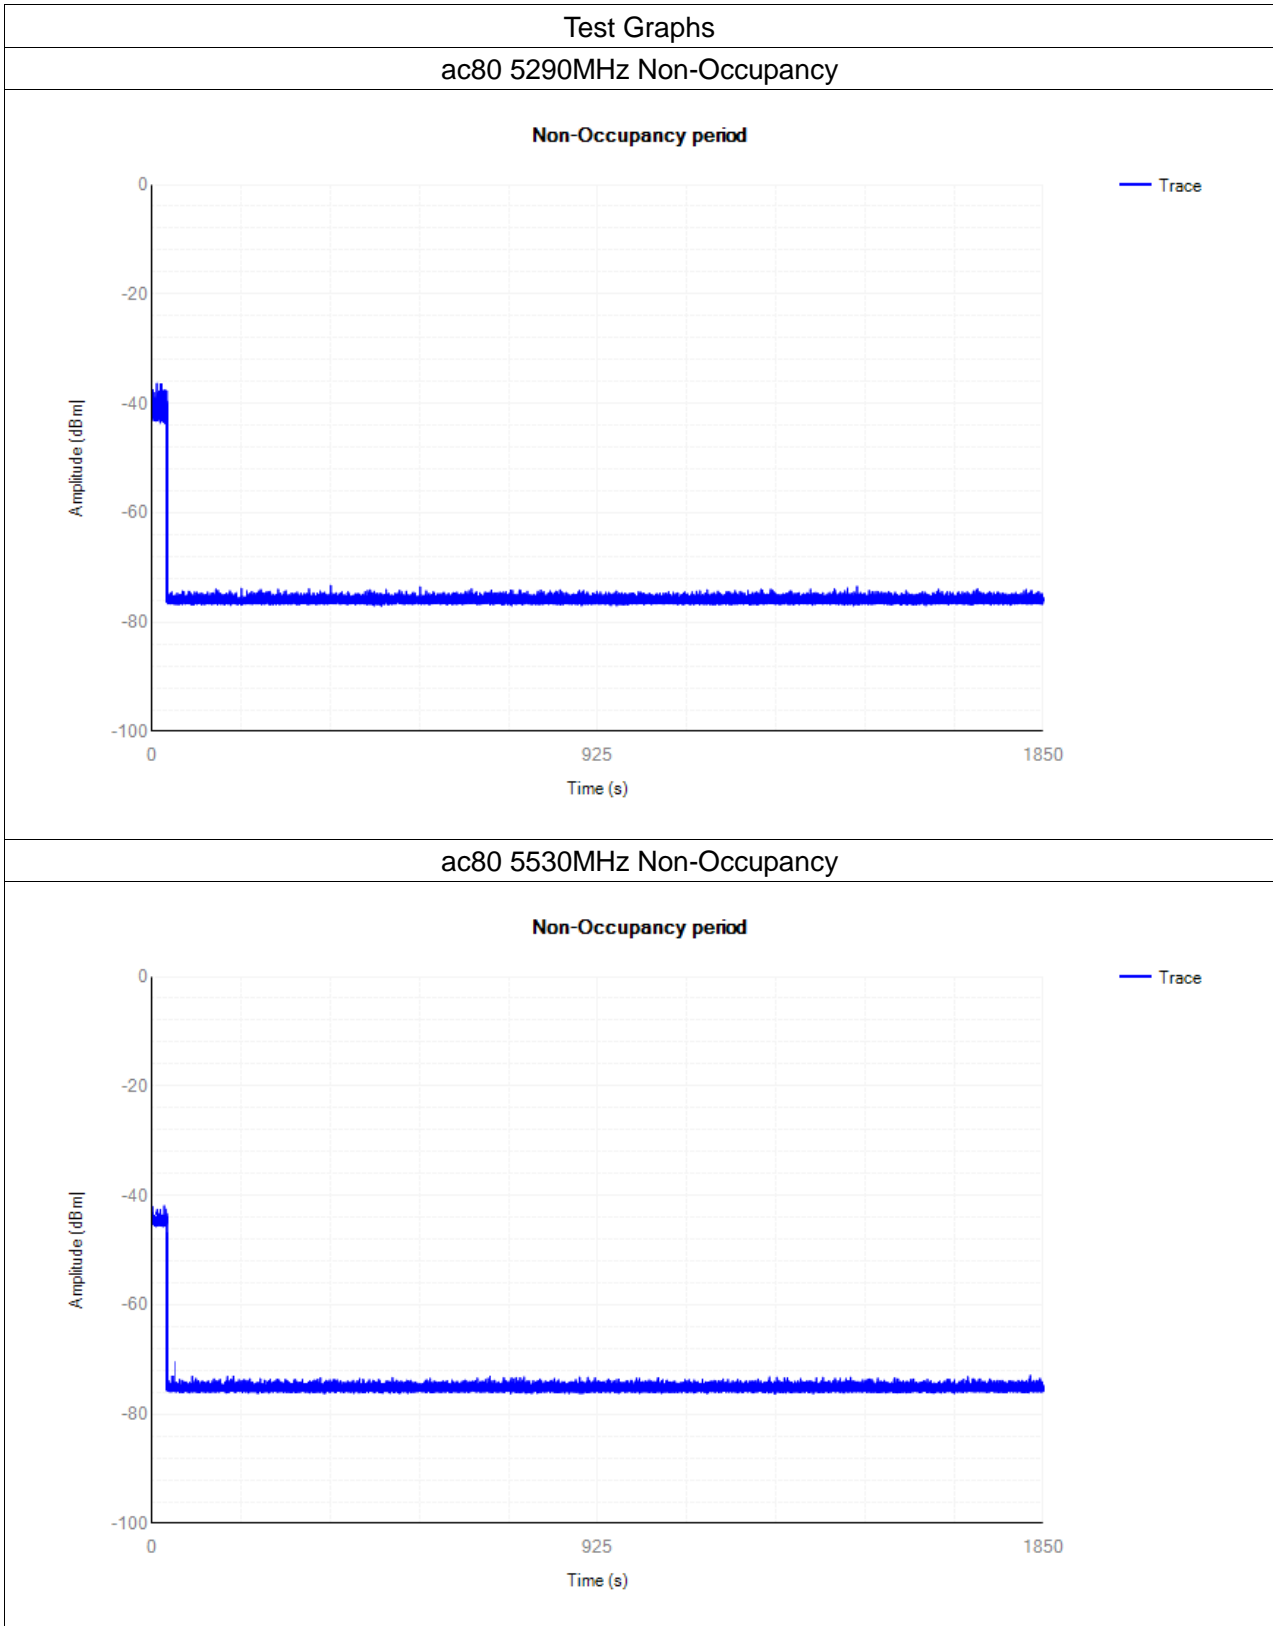 Test Graphs
ac80 5290MHz Non-Occupancy
Non-Occupancy period
Trace
0
-20
-40
-60
-80
-100
Amplitude [dBm]
0 925 1850
Time (s)
ac80 5530MHz Non-Occupancy
Non-Occupancy period
Trace
0
-20
-40
-60
-80
-100
Amplitude [dBm]
0 925 1850
Time (s)